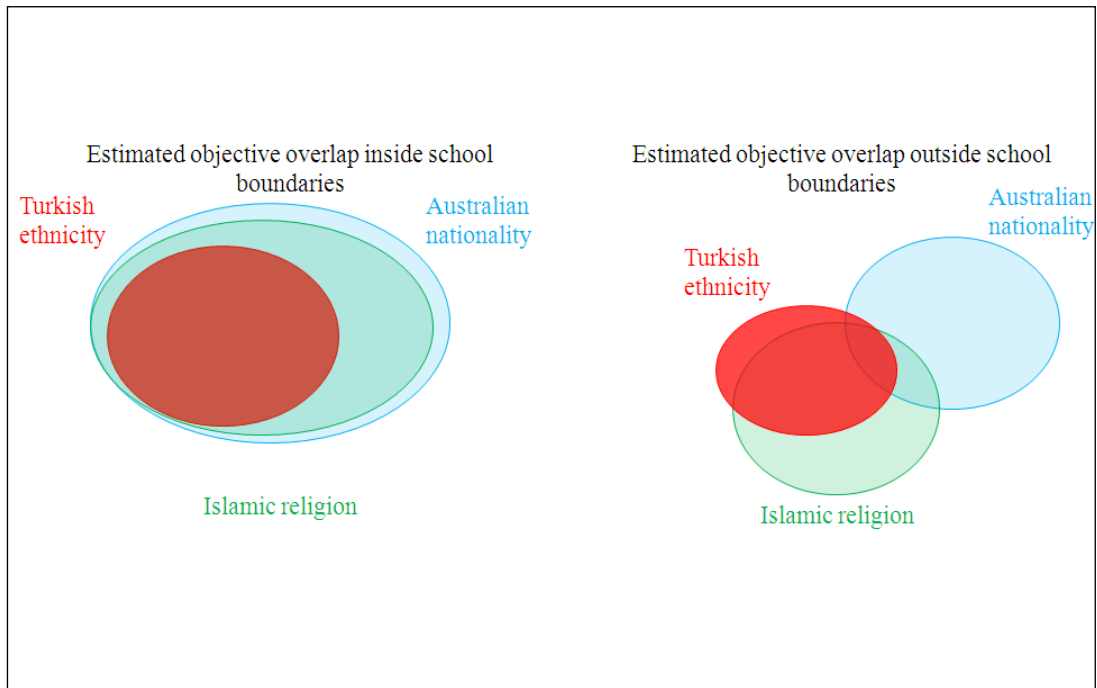 Estimated objective overlap inside school
boundaries
Turkish
ethnicity
Australian
nationality
Islamic religion
Estimated objective overlap outside school
boundaries
Australian
nationality
Turkish
ethnicity
Islamic religion